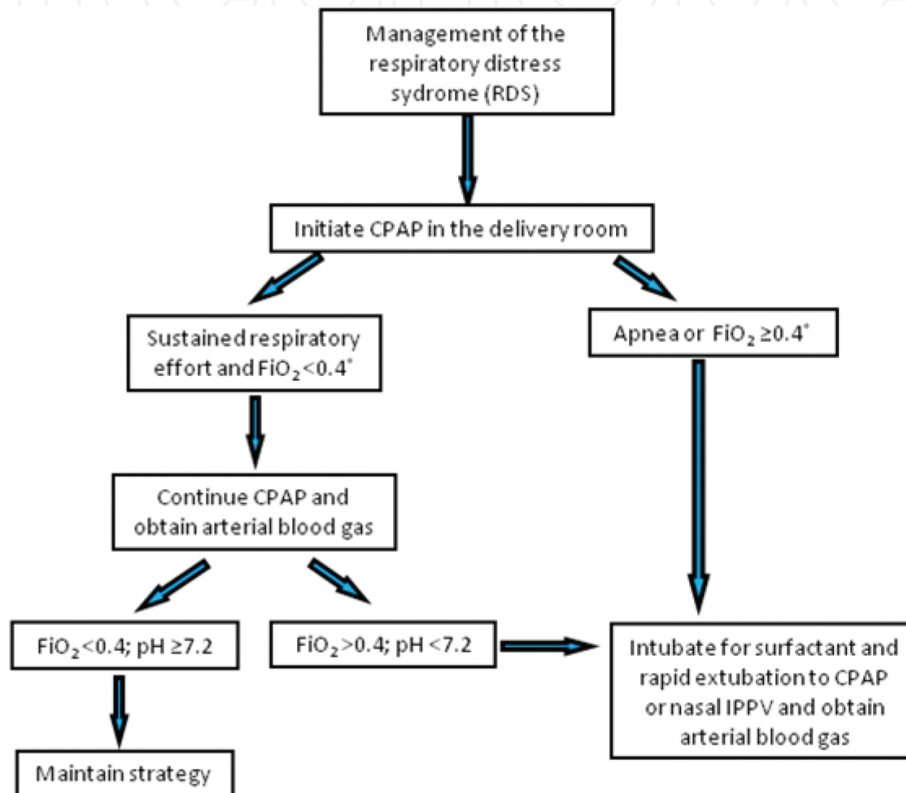 Management of the
respiratory distress
sydrome (RDS)
Initiate CPAP in the delivery room
Sustained respiratory
effort and FiO₂<0.4*
Apnea or FiO₂ ≥0.4*
Continue CPAP and
obtain arterial blood gas
FiO₂<0.4; pH ≥7.2
FiO₂>0.4; pH <7.2
Intubate for surfactant and
rapid extubation to CPAP
or nasal IPPV and obtain
arterial blood gas
Maintain strategy